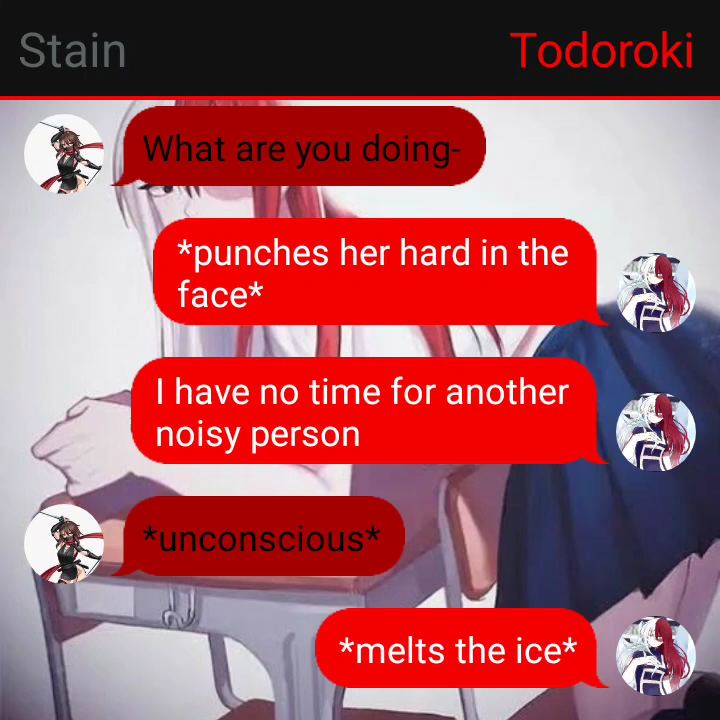 Stain
Todoroki
What are you doing-
*punches her hard in the
face*
I have no time for another
noisy person
*unconscious*
*melts the ice*